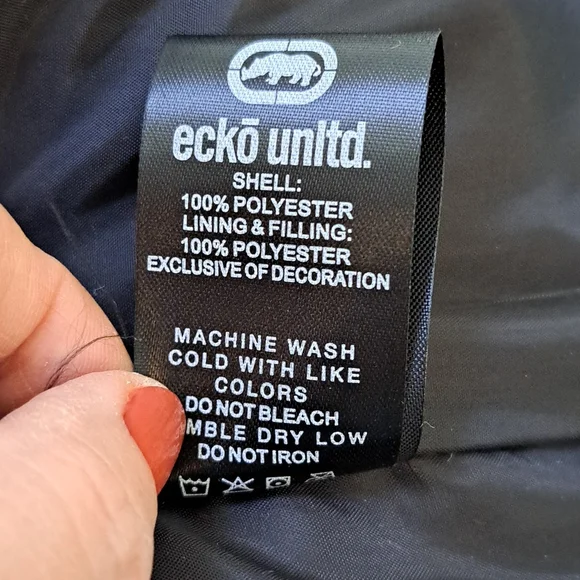 eckō unltd.
SHELL:
100% POLYESTER
LINING & FILLING:
100% POLYESTER
EXCLUSIVE OF DECORATION
MACHINE WASH
COLD WITH LIKE
COLORS
DO NOT BLEACH
DRY LOW
DO NOT IRON